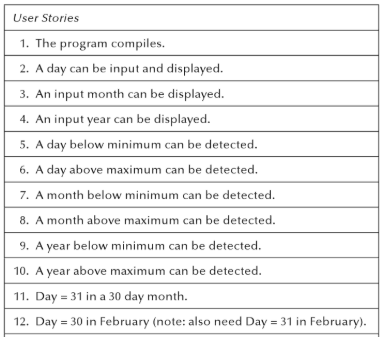 User Stories
1. The program compiles.
2. A day can be input and displayed.
3. An input month can be displayed.
4. An input year can be displayed.
5. A day below minimum can be detected.
6. A day above maximum can be detected.
7. A month below minimum can be detected.
8. A month above maximum can be detected.
9. A year below minimum can be detected.
10. A year above maximum can be detected.
11. Day = 31 in a 30 day month.
12. Day = 30 in February (note: also need Day = 31 in February).